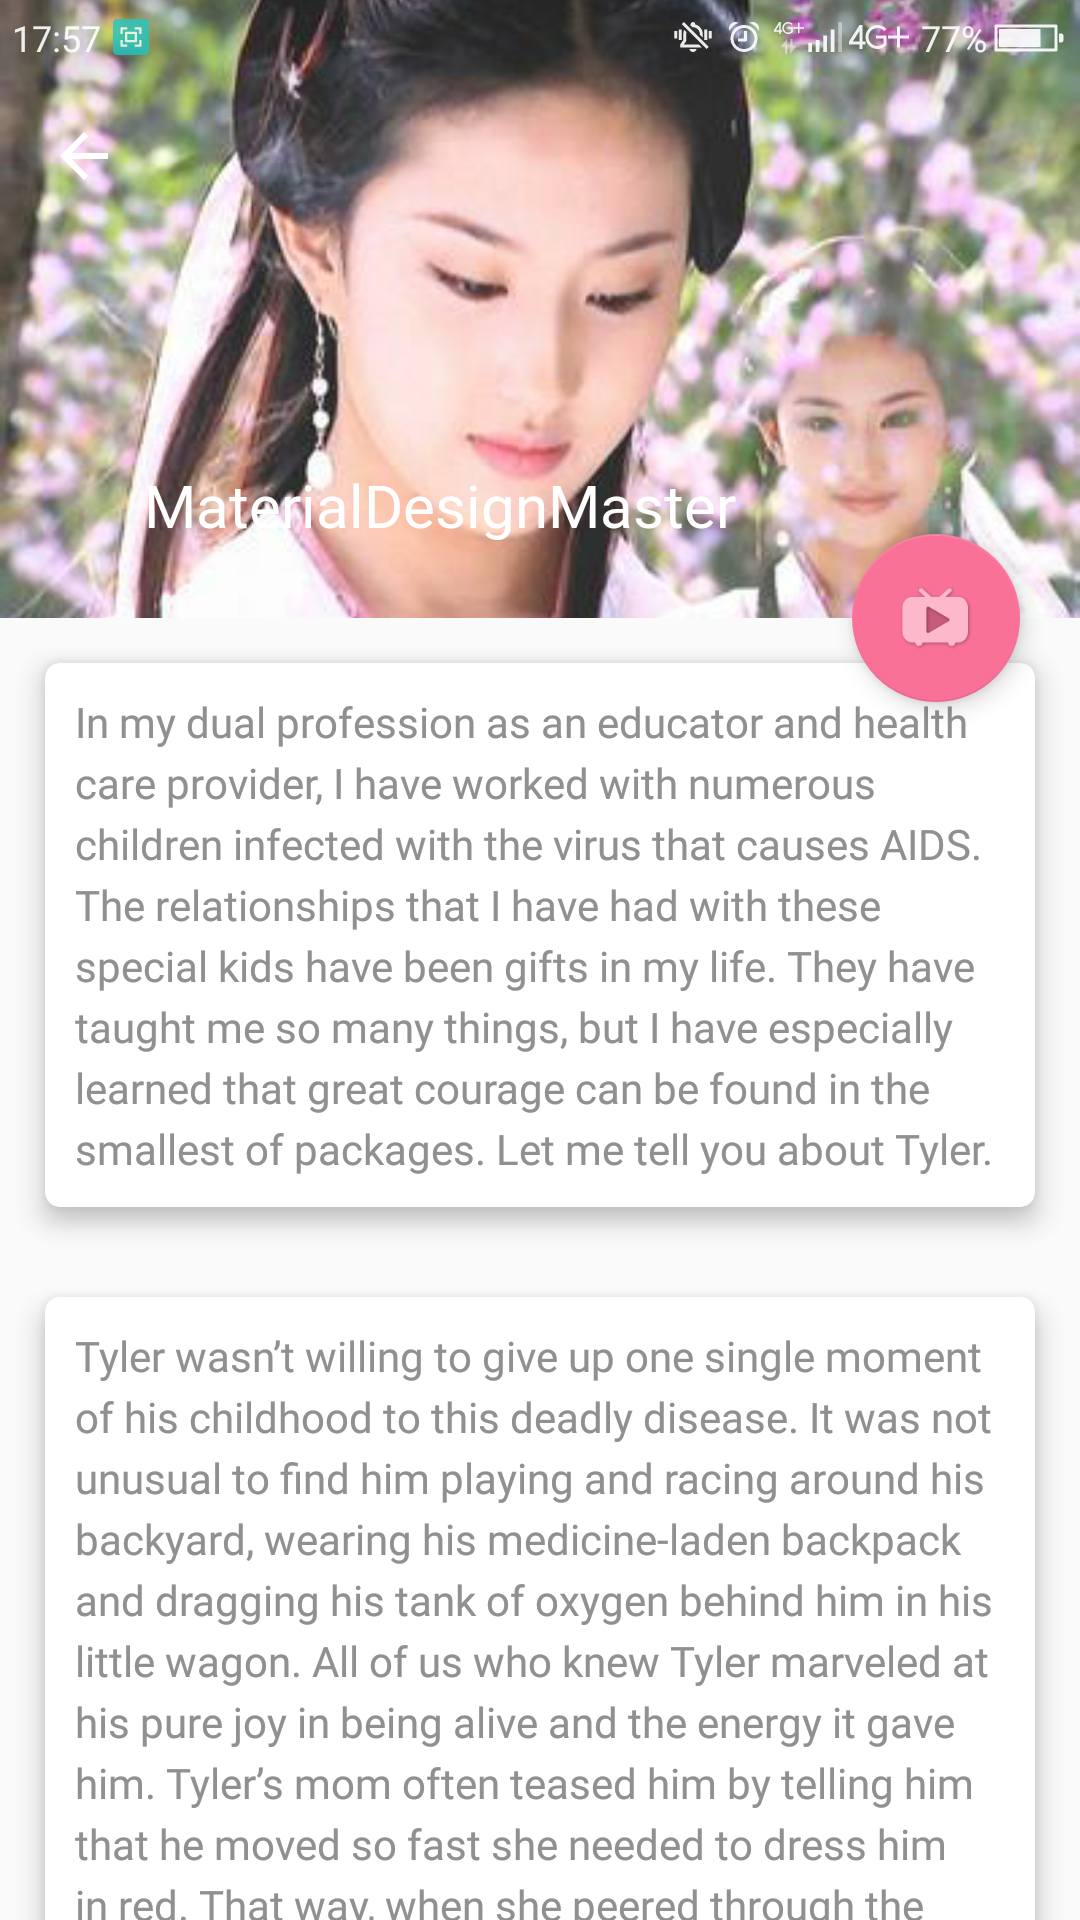 17:57 4G+ 4G+ 77%
MaterialDesignMaster
In my dual profession as an educator and health
care provider, I have worked with numerous
children infected with the virus that causes AIDS.
The relationships that I have had with these
special kids have been gifts in my life. They have
taught me so many things, but I have especially
learned that great courage can be found in the
smallest of packages. Let me tell you about Tyler.
Tyler wasn’t willing to give up one single moment
of his childhood to this deadly disease. It was not
unusual to find him playing and racing around his
backyard, wearing his medicine-laden backpack
and dragging his tank of oxygen behind him in his
little wagon. All of us who knew Tyler marveled at
his pure joy in being alive and the energy it gave
him. Tyler’s mom often teased him by telling him
that he moved so fast she needed to dress him
in red. That way, when she peered through the